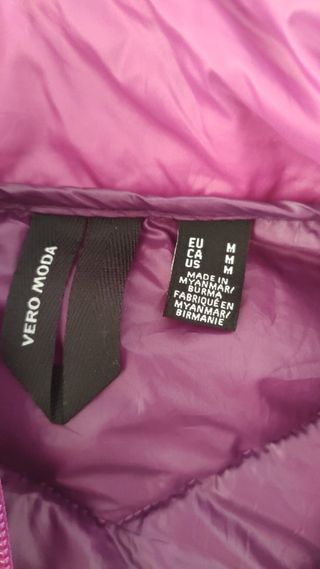 VERO MODA
EU M
CA M
US M
MADE IN
MYANMAR/
BURMA
FABRIQUÉ EN
MYANMAR/
BIRMANIE